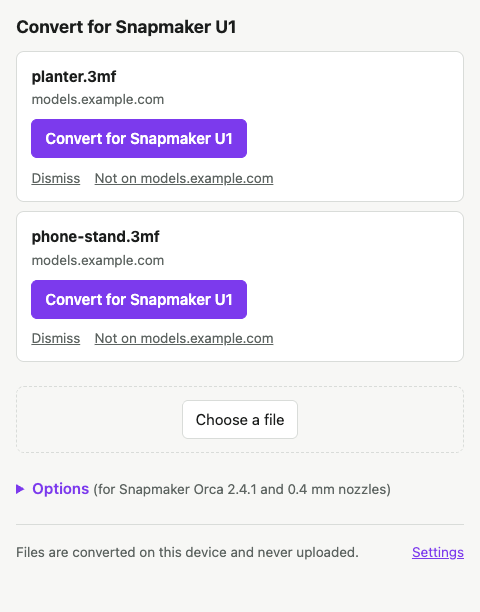 Convert for Snapmaker U1
planter.3mf
models.example.com
Convert for Snapmaker U1
Dismiss Not on models.example.com
phone-stand.3mf
models.example.com
Convert for Snapmaker U1
Dismiss Not on models.example.com
Choose a file
Options (for Snapmaker Orca 2.4.1 and 0.4 mm nozzles)
Files are converted on this device and never uploaded. Settings